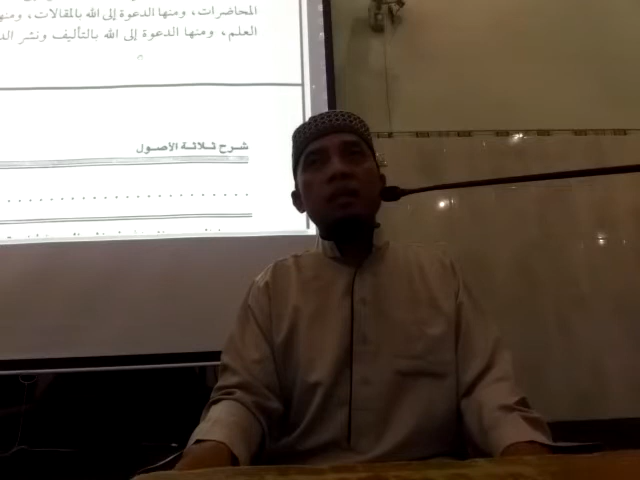 المحاضرات، ومنها الدعوة إلى الله بالمقالات، ومنها
العلم، ومنها الدعوة إلى الله بالتأليف ونشر
شرح ثلاثة الأصول